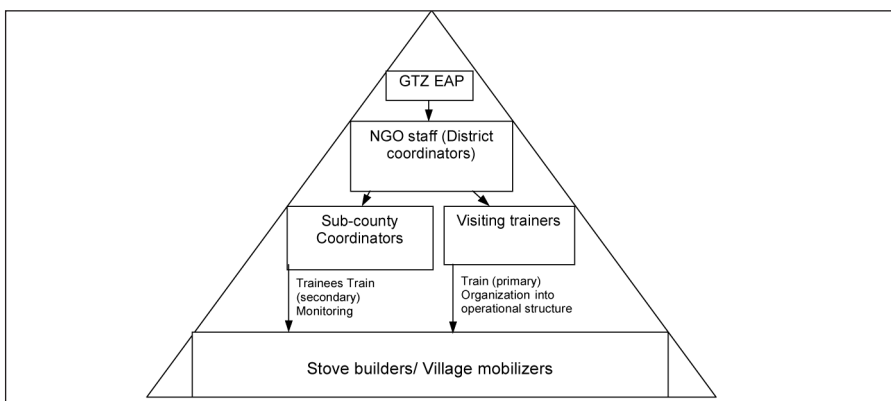 GTZ EAP
NGO staff (District
coordinators)
Sub-county
Coordinators
Visiting trainers
Trainees Train
(secondary)
Monitoring
Train (primary)
Organization into
operational structure
Stove builders/ Village mobilizers